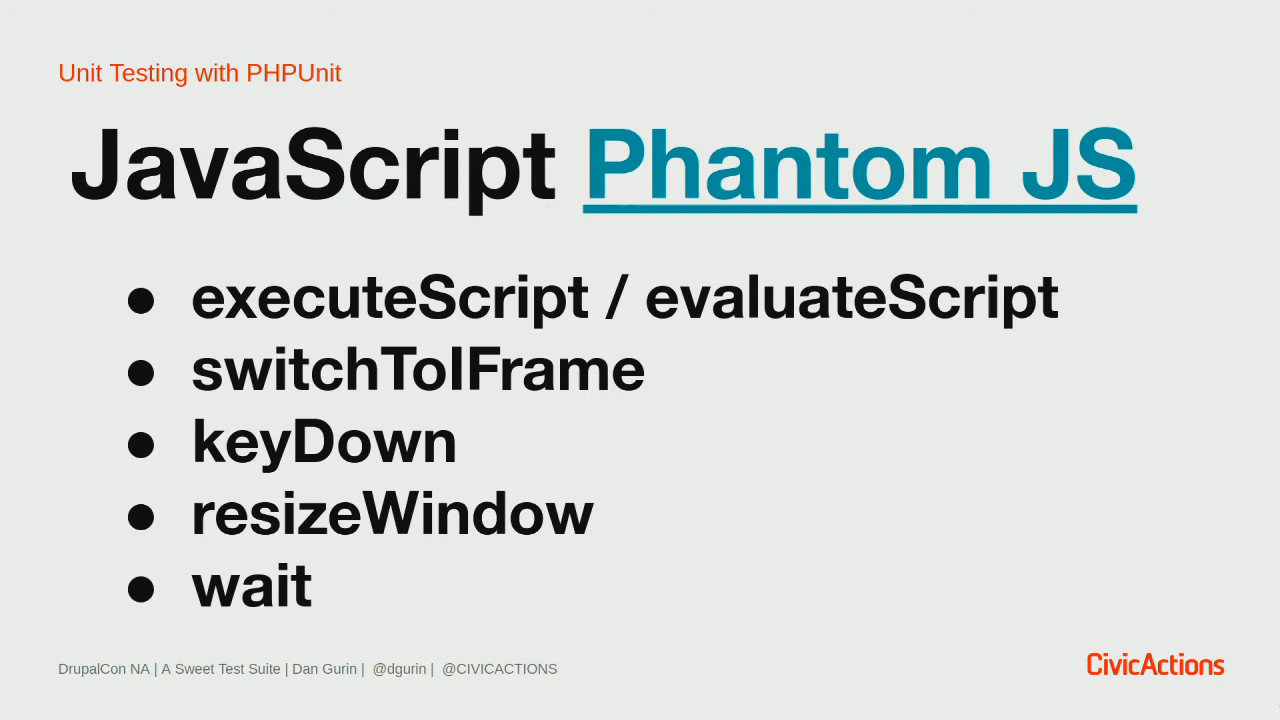 Unit Testing with PHPUnit
JavaScript Phantom JS
● executeScript / evaluateScript
● switchToIFrame
● keyDown
● resizeWindow
● wait
DrupalCon NA | A Sweet Test Suite | Dan Gurin | @dgurin | @CIVICACTIONS
CivicActions